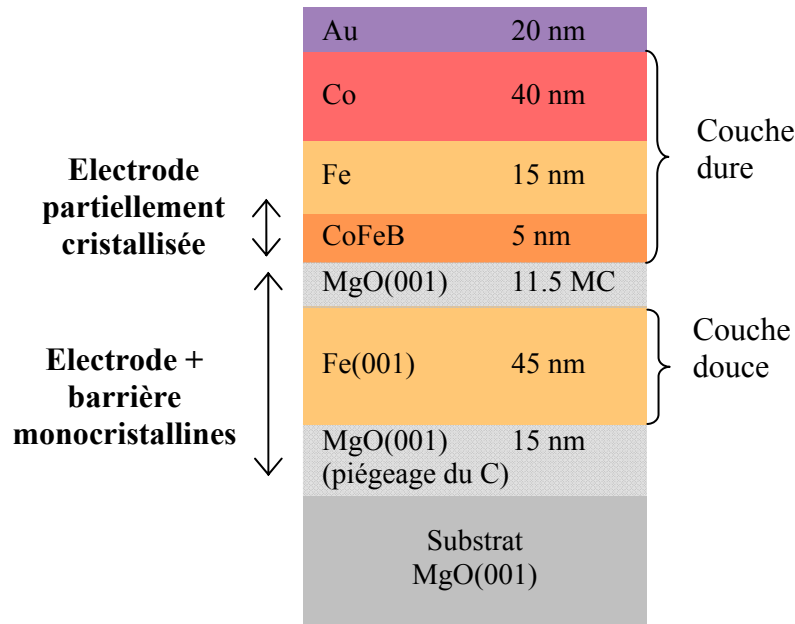 Au 20 nm
Co 40 nm
Couche
dure
Electrode
partiellement
cristallisée
Fe 15 nm
CoFeB 5 nm
MgO(001) 11.5 MC
Electrode +
barrière
monocristallines
Fe(001) 45 nm
Couche
douce
MgO(001) 15 nm
(piégeage du C)
Substrat
MgO(001)